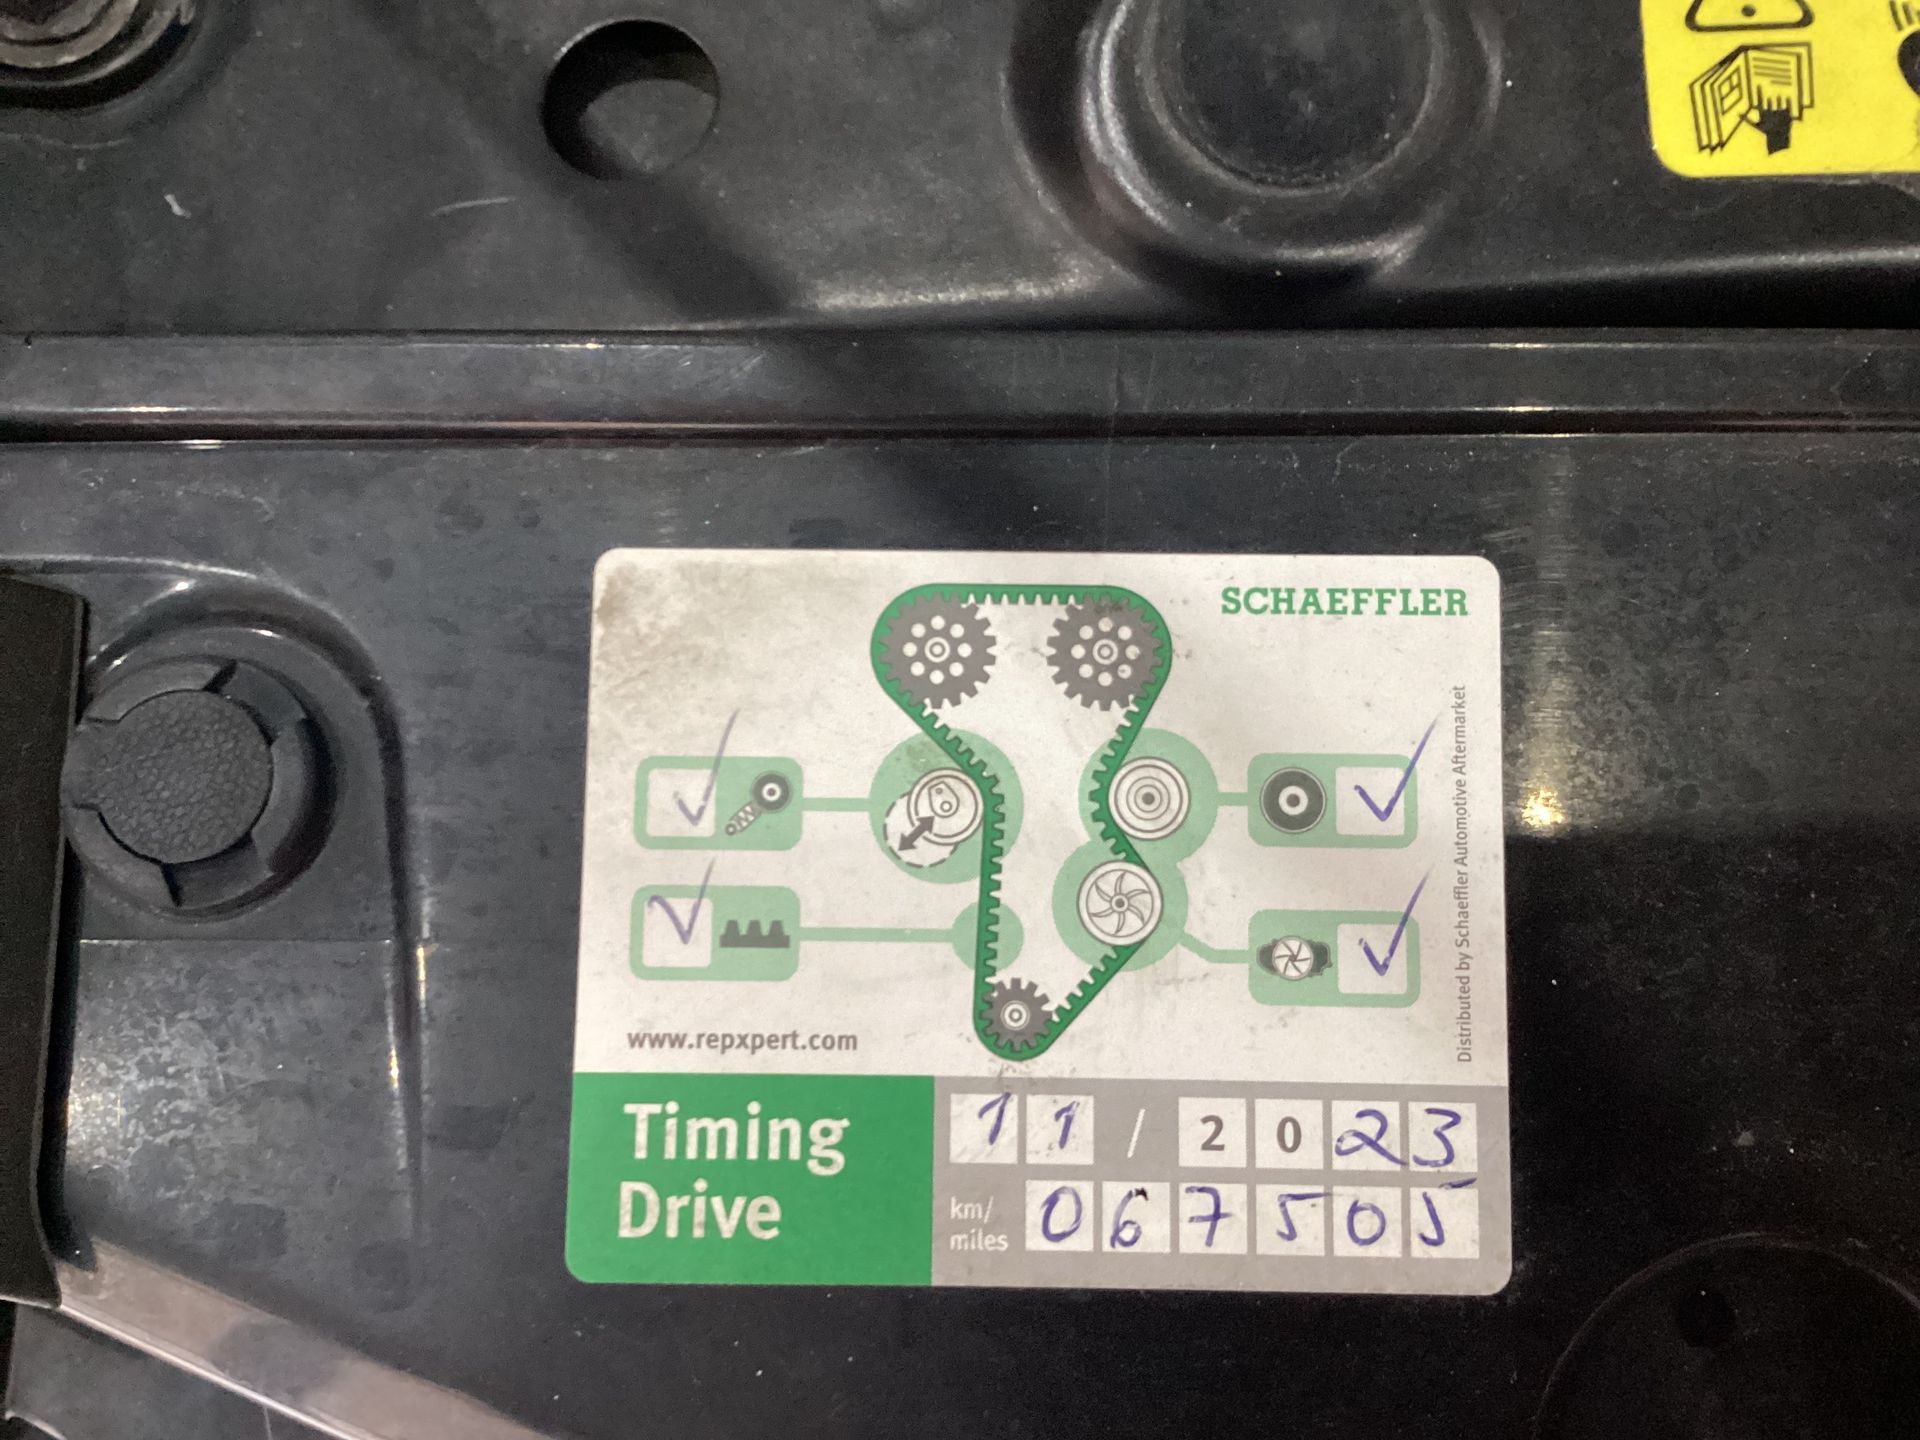 SCHAEFFLER
Distributed by Schaeffler Automotive Aftermarket
www.repxpert.com
Timing
Drive
11 / 2023
km/
miles
067505